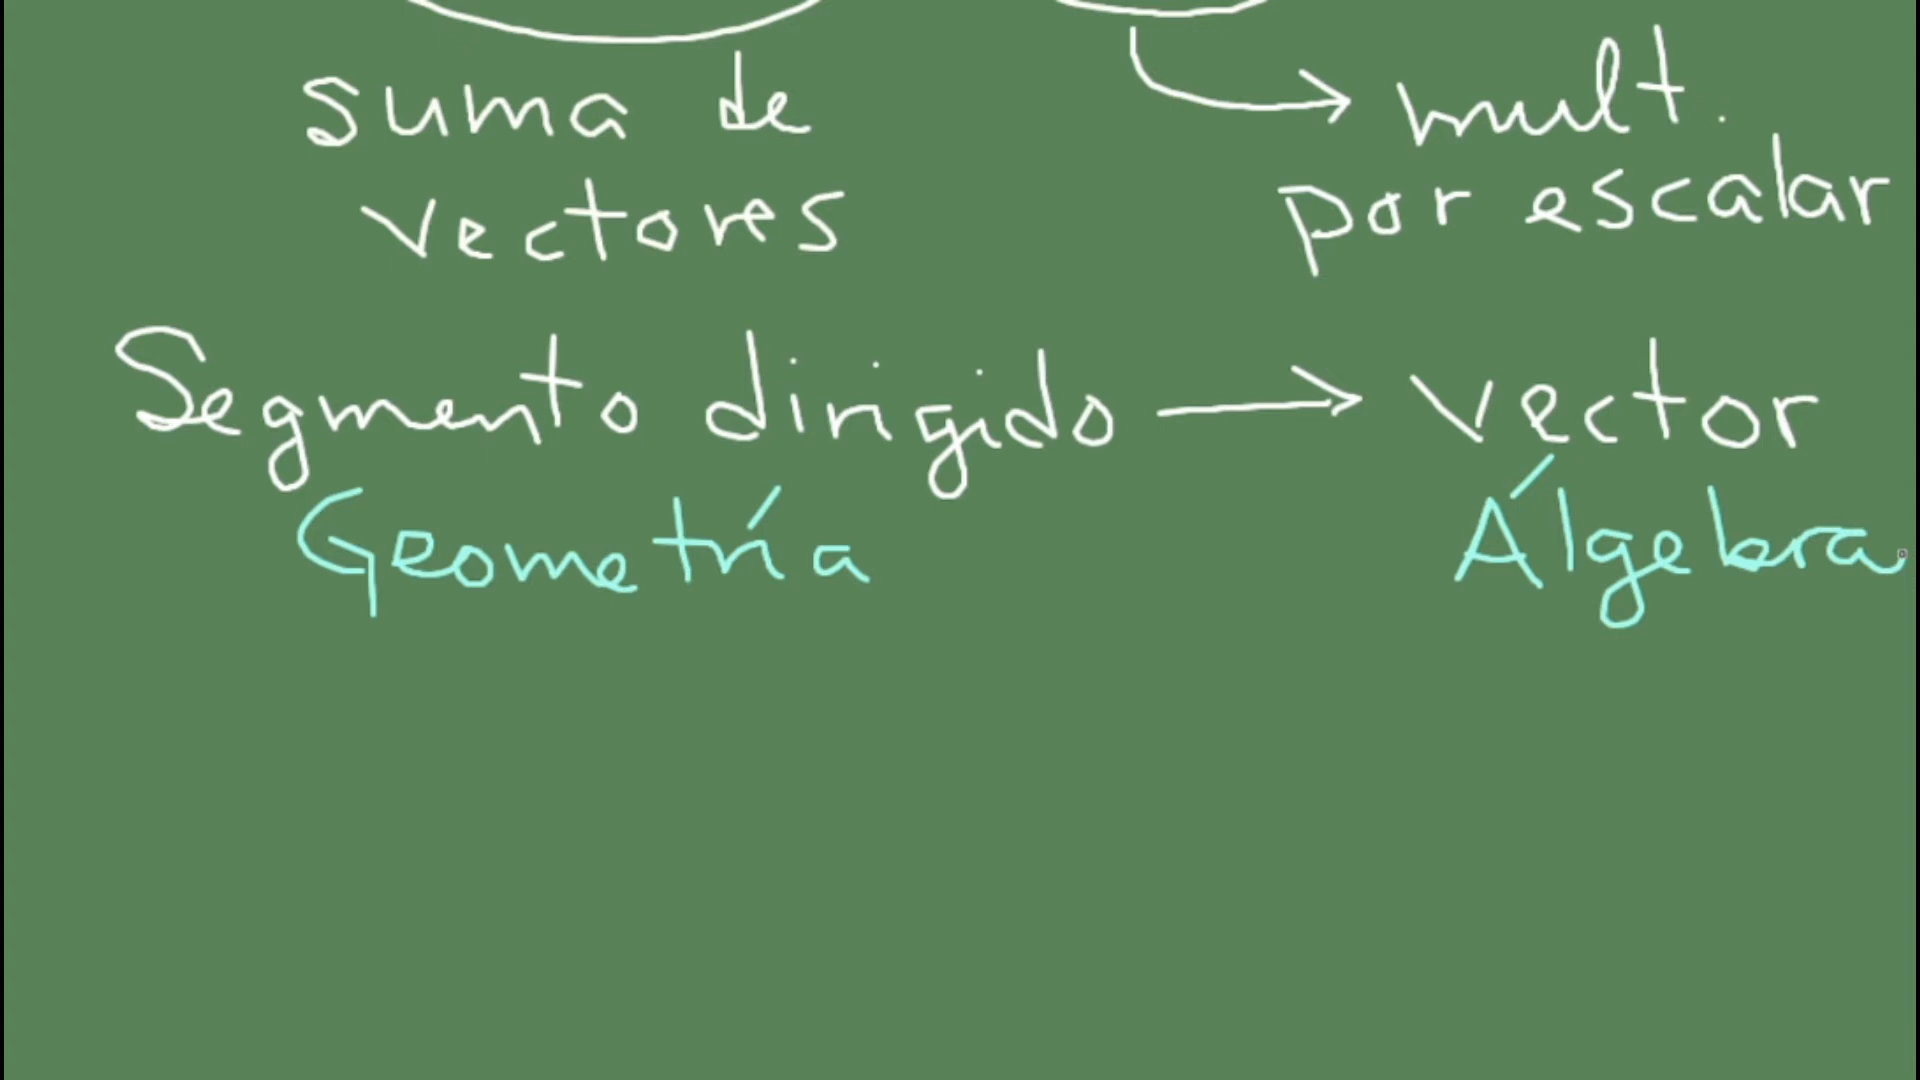 suma de
vectores
mult.
por escalar
Segmento dirigido → vector
Geometría
Álgebra